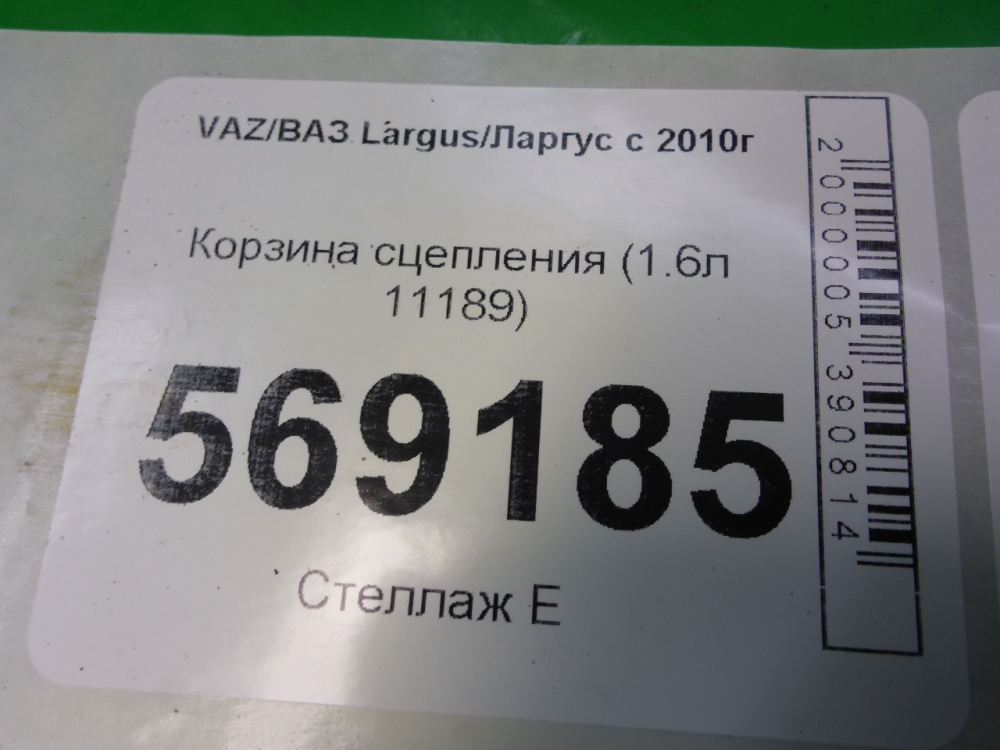 VAZ/ВАЗ Largus/Ларгус с 2010г
Корзина сцепления (1.6л
11189)
569185
Стеллаж E
2000005390814